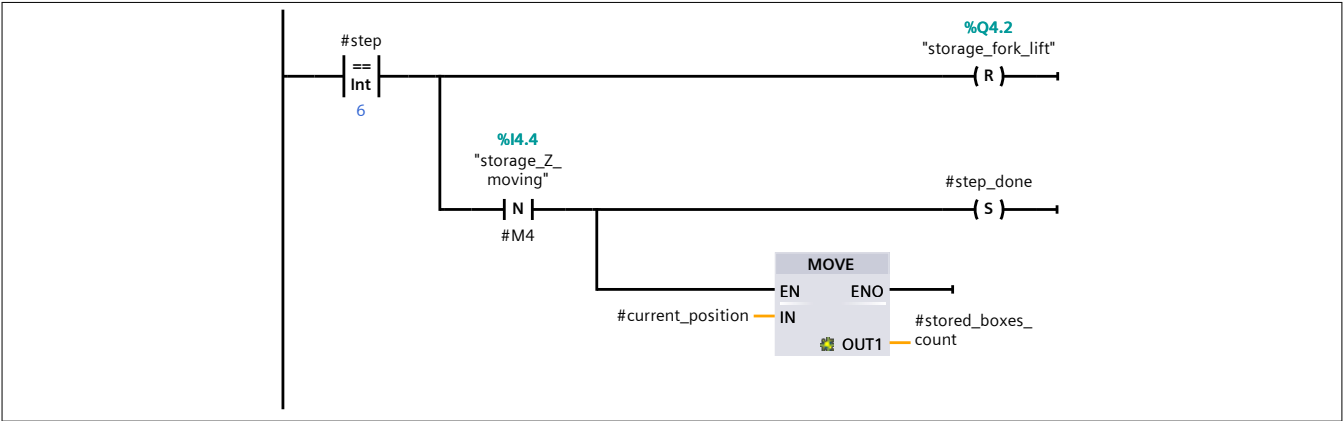 #step
==
Int
6
%Q4.2
"storage_fork_lift"
R
%I4.4
"storage_Z_
moving"
N
#M4
#step_done
S
MOVE
EN ENO
#current_position IN
OUT1 #stored_boxes_
count